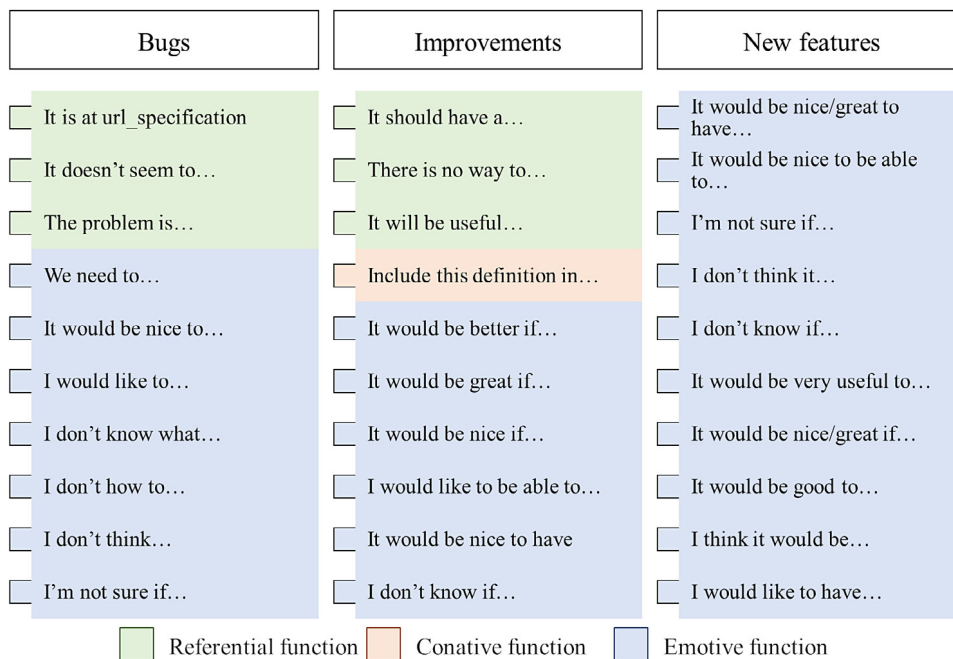 Bugs
It is at url_specification
It doesn't seem to…
The problem is…
We need to…
It would be nice to…
I would like to…
I don't know what…
I don't how to…
I don't think…
I'm not sure if…
Improvements
It should have a…
There is no way to…
It will be useful…
Include this definition in…
It would be better if…
It would be great if…
It would be nice if…
I would like to be able to…
It would be nice to have
I don't know if…
New features
It would be nice/great to
have…
It would be nice to be able
to…
I'm not sure if…
I don't think it…
I don't know if…
It would be very useful to…
It would be nice/great if…
It would be good to…
I think it would be…
I would like to have…
Referential function
Conative function
Emotive function